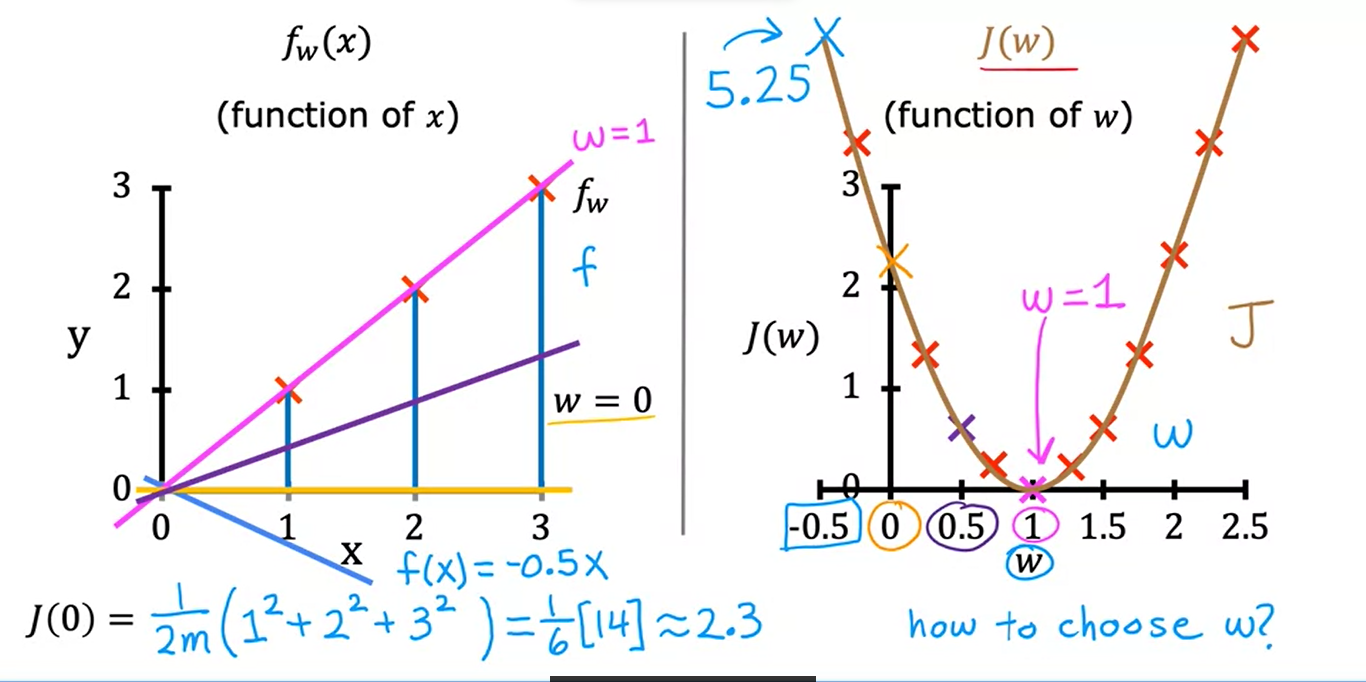 f_w(x)
(function of x)
w=1
3
f_w
f
2
y
1
w = 0
0
0 1 2 3
x
f(x) = -0.5x
J(0) = 1/2m (1² + 2² + 3²) = 1/6 [14] ≈ 2.3
5.25
J(w)
(function of w)
3
2
w=1
J(w)
J
1
w
0
-0.5 0 0.5 1 1.5 2 2.5
w
how to choose w?